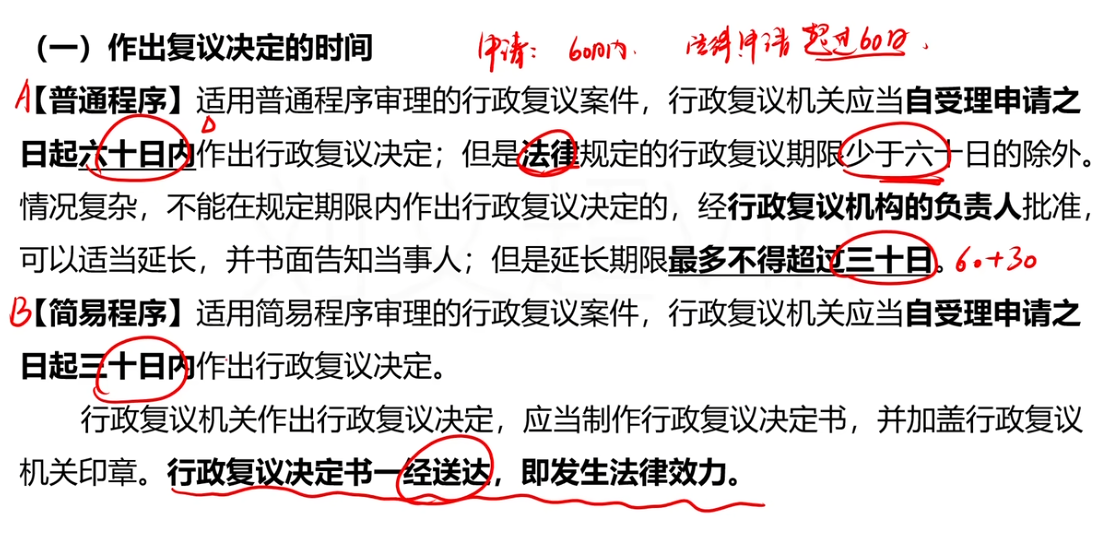 （一）作出复议决定的时间 申请：60日内. 法律申请 超过60日.
A【普通程序】适用普通程序审理的行政复议案件，行政复议机关应当自受理申请之
日起六十日内作出行政复议决定；但是法律规定的行政复议期限少于六十日的除外。
情况复杂，不能在规定期限内作出行政复议决定的，经行政复议机构的负责人批准，
可以适当延长，并书面告知当事人；但是延长期限最多不得超过三十日。60+30
B【简易程序】适用简易程序审理的行政复议案件，行政复议机关应当自受理申请之
日起三十日内作出行政复议决定。
行政复议机关作出行政复议决定，应当制作行政复议决定书，并加盖行政复议
机关印章。行政复议决定书一经送达，即发生法律效力。